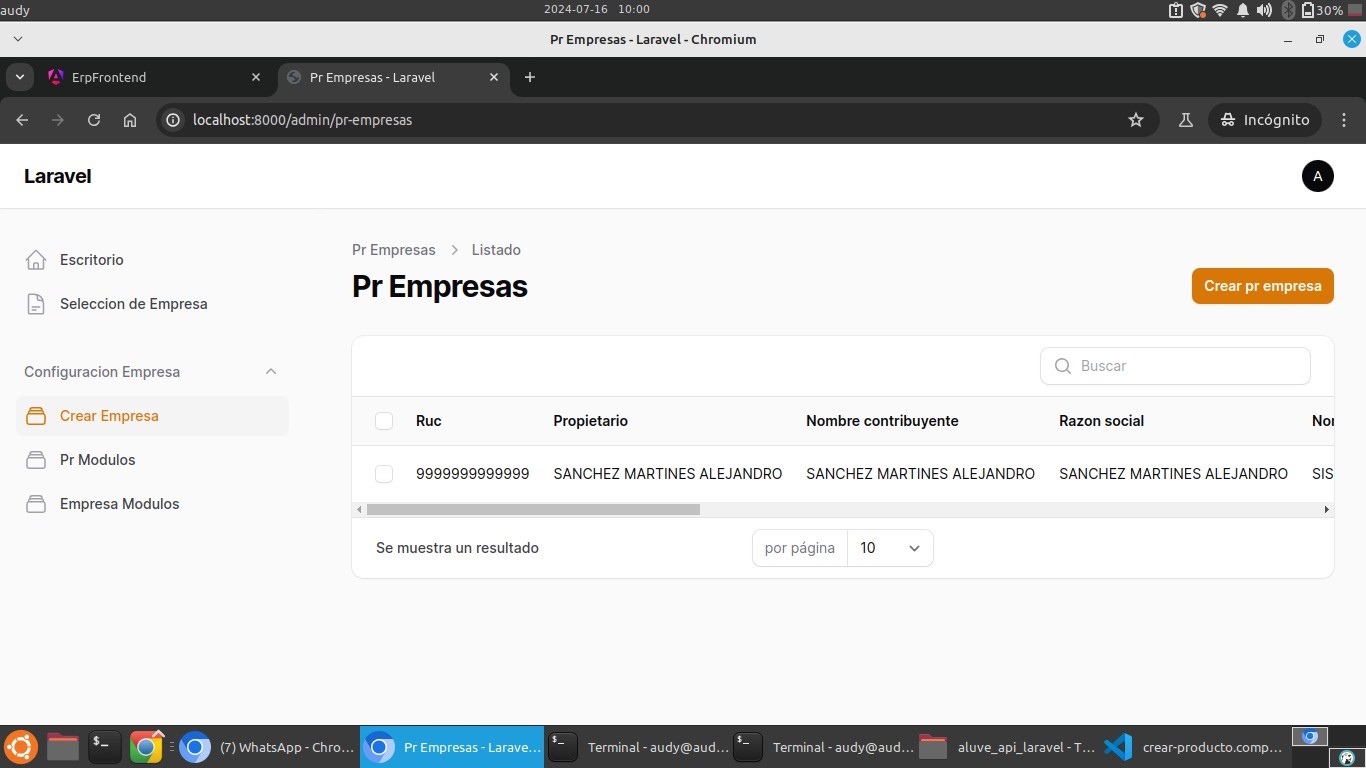 audy 2024-07-16 10:00 30%
Pr Empresas - Laravel - Chromium
ErpFrontend Pr Empresas - Laravel
localhost:8000/admin/pr-empresas Incógnito
Laravel A
Escritorio
Seleccion de Empresa
Configuracion Empresa
Crear Empresa
Pr Modulos
Empresa Modulos
Pr Empresas Listado
Pr Empresas Crear pr empresa
Buscar
Ruc Propietario Nombre contribuyente Razon social Nor
9999999999999 SANCHEZ MARTINES ALEJANDRO SANCHEZ MARTINES ALEJANDRO SANCHEZ MARTINES ALEJANDRO SIS
Se muestra un resultado por página 10
(7) WhatsApp - Chro... Pr Empresas - Larave... Terminal - audy@aud... Terminal - audy@aud... aluve_api_laravel - T... crear-producto.comp...